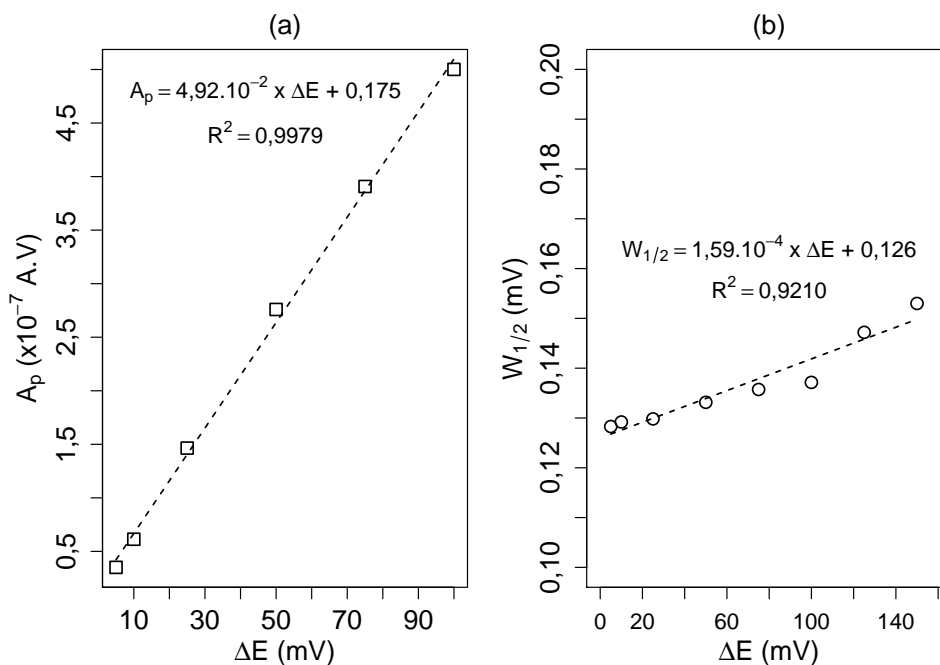 (a)
A_p = 4,92.10^−2 x ΔE + 0,175
R^2 = 0,9979
A_p (x10^−7 A.V)
4,5
3,5
2,5
1,5
0,5
10 30 50 70 90
ΔE (mV)
(b)
W_1/2 = 1,59.10^−4 x ΔE + 0,126
R^2 = 0,9210
W_1/2 (mV)
0,20
0,18
0,16
0,14
0,12
0,10
0 20 60 100 140
ΔE (mV)